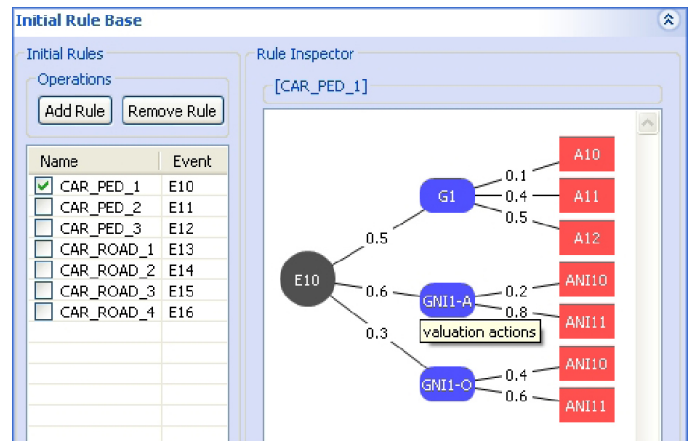 Initial Rule Base
Initial Rules
Operations
Add Rule Remove Rule
Name Event
CAR_PED_1 E10
CAR_PED_2 E11
CAR_PED_3 E12
CAR_ROAD_1 E13
CAR_ROAD_2 E14
CAR_ROAD_3 E15
CAR_ROAD_4 E16
Rule Inspector
[CAR_PED_1]
E10
0.5
0.6
0.3
G1
0.1
0.4
0.5
A10
A11
A12
GNI1-A
valuation actions
0.2
0.8
ANI10
ANI11
GNI1-O
0.4
0.6
ANI10
ANI11